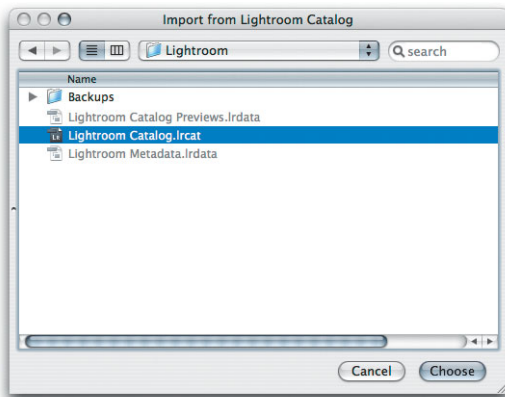 Import from Lightroom Catalog
Lightroom
search
Name
Backups
Lightroom Catalog Previews.lrdata
Lightroom Catalog.lrcat
Lightroom Metadata.lrdata
Cancel
Choose